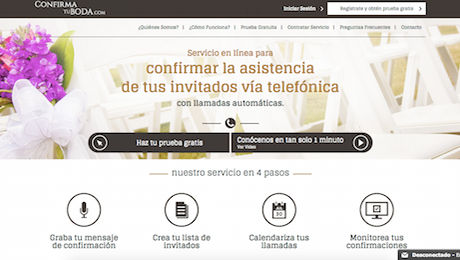 CONFIRMA
TU BODA.COM
Iniciar Sesión
Regístrate y obtén prueba gratis
¿Quiénes Somos?
¿Cómo Funciona?
Prueba Gratuita
Contratar Servicio
Preguntas Frecuentes
Contacto
Servicio en línea para
confirmar la asistencia
de tus invitados vía telefónica
con llamadas automáticas.
Haz tu prueba gratis
Conócenos en tan solo 1 minuto
Ver Video
nuestro servicio en 4 pasos
Graba tu mensaje
de confirmación
Crea tu lista de
invitados
Calendariza tus
llamadas
Monitorea tus
confirmaciones
Desconectado -